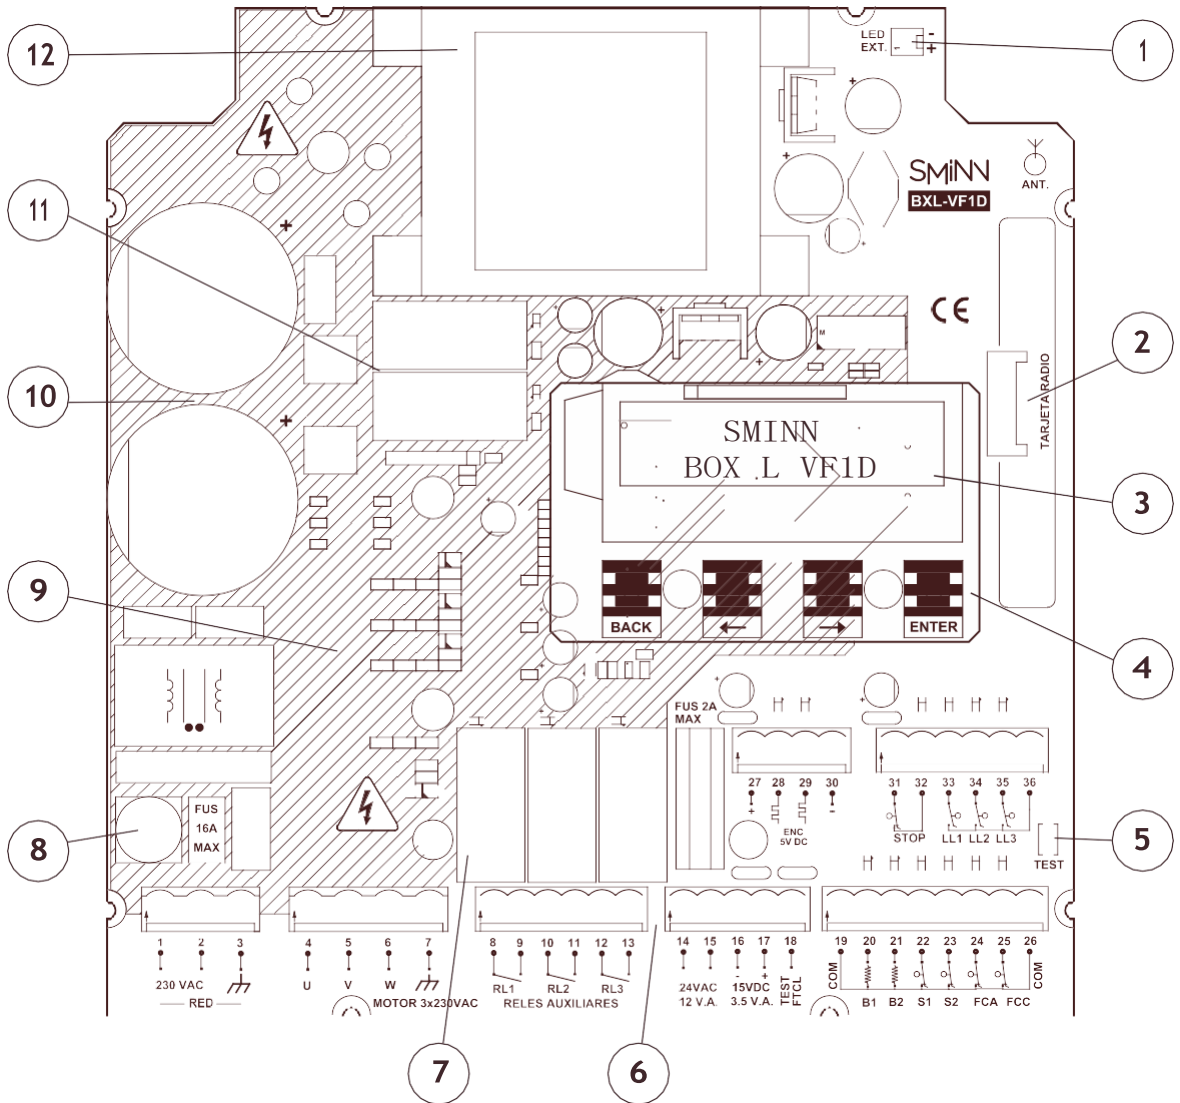 12
LED
EXT.
-
+
1
SMiNN
BXL-VF1D
ANT.
11
+
CE
M
2
TARJETA RADIO
10
+
SMINN
BOX .L VF1D
3
9
BACK
←
→
ENTER
4
FUS 2A
MAX
27 28 29 30
+ -
ENC
5V DC
31 32 33 34 35 36
STOP LL1 LL2 LL3
5
TEST
FUS
16A
MAX
8
1 2 3
230 VAC
RED
4 5 6 7
U V W
MOTOR 3x230VAC
8 9 10 11 12 13
RL1 RL2 RL3
RELES AUXILIARES
14 15 16 17 18
- +
24VAC 15VDC
12 V.A. 3.5 V.A.
TEST
FTCL
19 20 21 22 23 24 25 26
COM B1 B2 S1 S2 FCA FCC COM
7
6